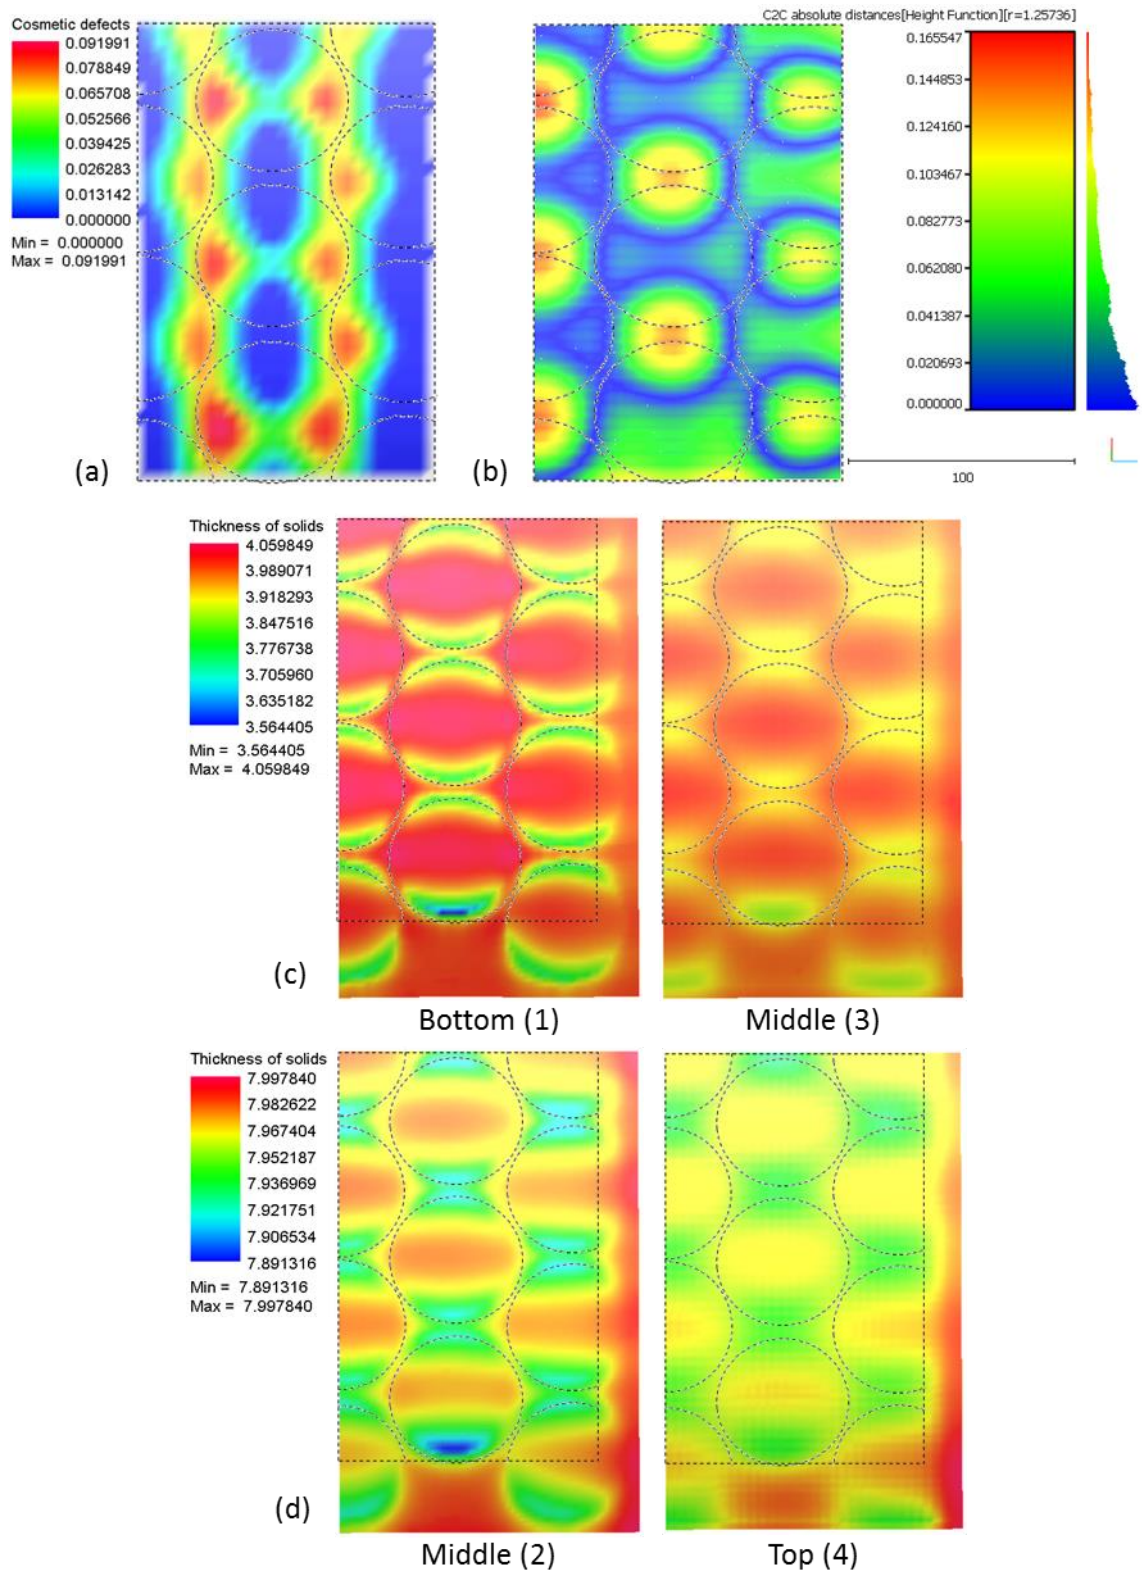 Cosmetic defects
0.091991
0.078849
0.065708
0.052566
0.039425
0.026283
0.013142
0.000000
Min = 0.000000
Max = 0.091991
(a)
C2C absolute distances[Height Function][r=1.25736]
0.165547
0.144853
0.124160
0.103467
0.082773
0.062080
0.041387
0.020693
0.000000
100
(b)
Thickness of solids
4.059849
3.989071
3.918293
3.847516
3.776738
3.705960
3.635182
3.564405
Min = 3.564405
Max = 4.059849
(c)
Bottom (1)
Middle (3)
Thickness of solids
7.997840
7.982622
7.967404
7.952187
7.936969
7.921751
7.906534
7.891316
Min = 7.891316
Max = 7.997840
(d)
Middle (2)
Top (4)